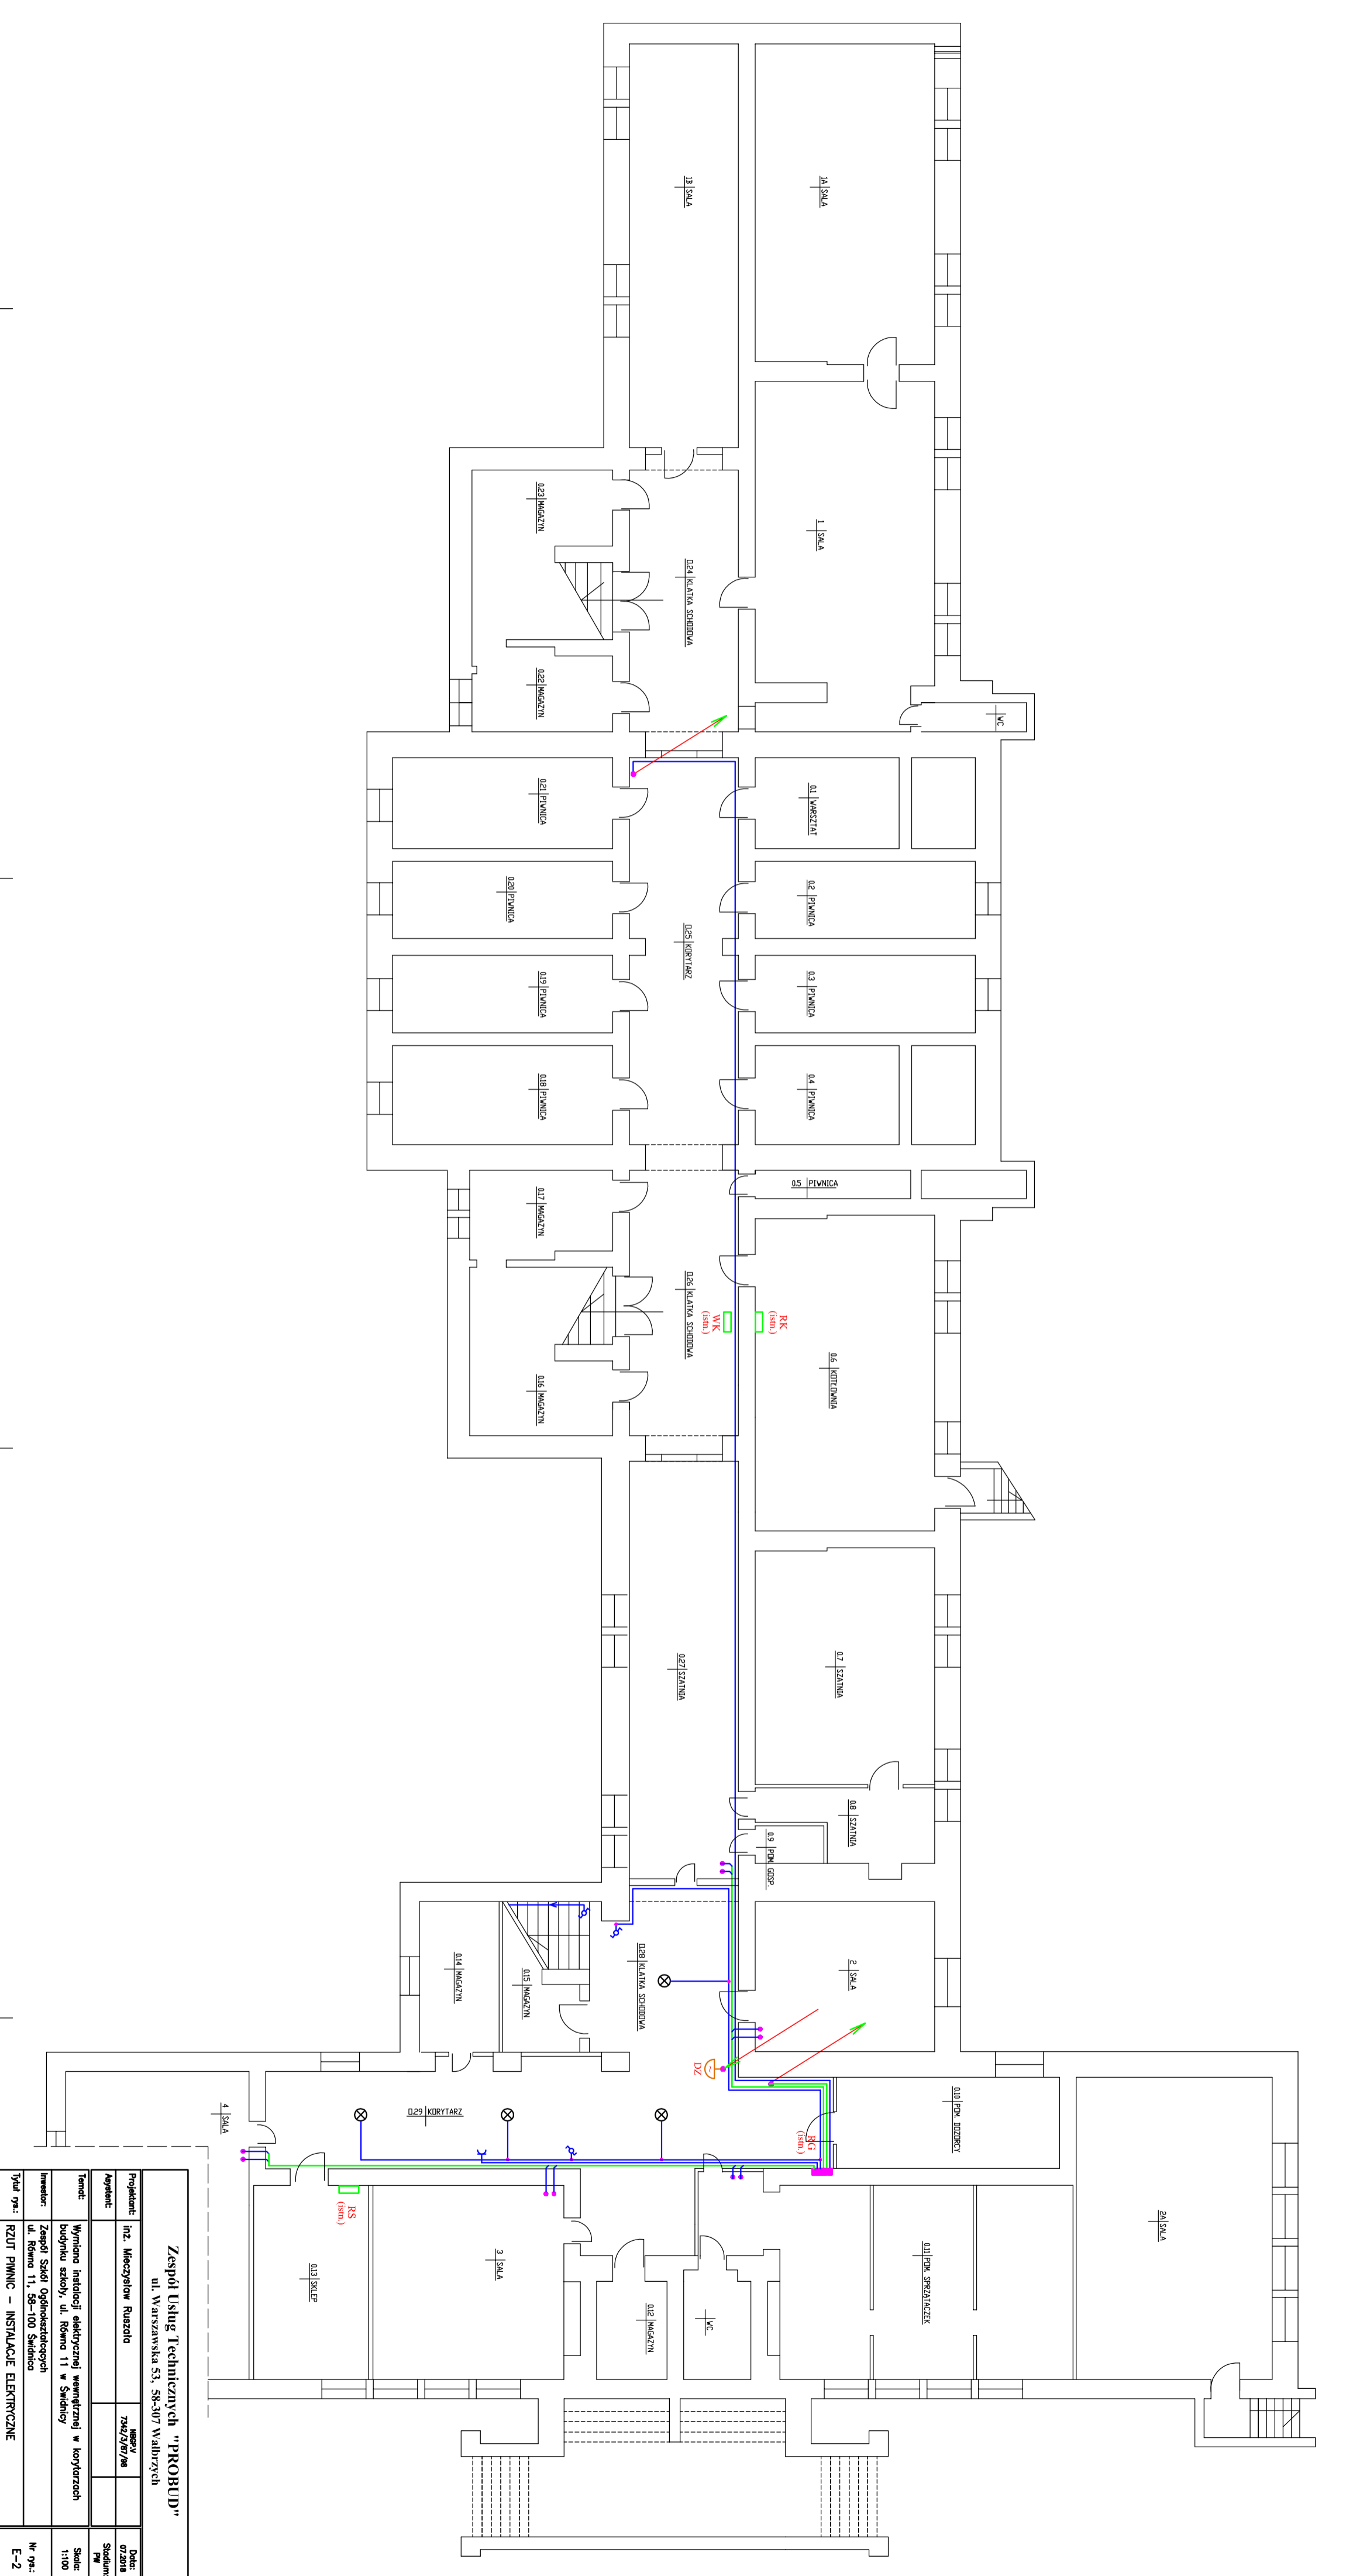 1A SALA
1B SALA
1 SALA
WC
0.23 MAGAZYN
0.24 KLATKA SCHODOWA
0.22 MAGAZYN
0.21 PIWNICA
0.1 WARSZTAT
0.20 PIWNICA
0.2 PIWNICA
0.25 KORYTARZ
0.19 PIWNICA
0.3 PIWNICA
0.18 PIWNICA
0.4 PIWNICA
0.5 PIWNICA
0.17 MAGAZYN
0.26 KLATKA SCHODOWA
WK
(istn.)
RK
(istn.)
0.6 KOTŁOWNIA
0.16 MAGAZYN
0.27 SZATNIA
0.7 SZATNIA
0.8 SZATNIA
0.9 POM. GOSP.
0.14 MAGAZYN
0.15 MAGAZYN
0.28 KLATKA SCHODOWA
2 SALA
DZ
0.10 POM. DOZORCY
4 SALA
0.29 KORYTARZ
RG
(istn.)
RS
(istn.)
2A SALA
3 SALA
0.13 SKLEP
0.12 MAGAZYN
WC
0.11 POM. SPRZĄTACZEK
Zespół Usług Technicznych "PROBUD"
ul. Warszawska 53, 58-307 Wałbrzych
Projektant: inż. Mieczysław Ruszała NBGP.V 7342/3/87/98 Data: 07.2018
Asystent: Stadium: PW
Temat: Wymiana instalacji elektrycznej wewnętrznej w korytarzach
budynku szkoły, ul. Równa 11 w Świdnicy Skala: 1:100
Inwestor: Zespół Szkół Ogólnokształcących
ul. Równa 11, 58-100 Świdnica
Tytuł rys.: RZUT PIWNIC – INSTALACJE ELEKTRYCZNE Nr rys.: E-2